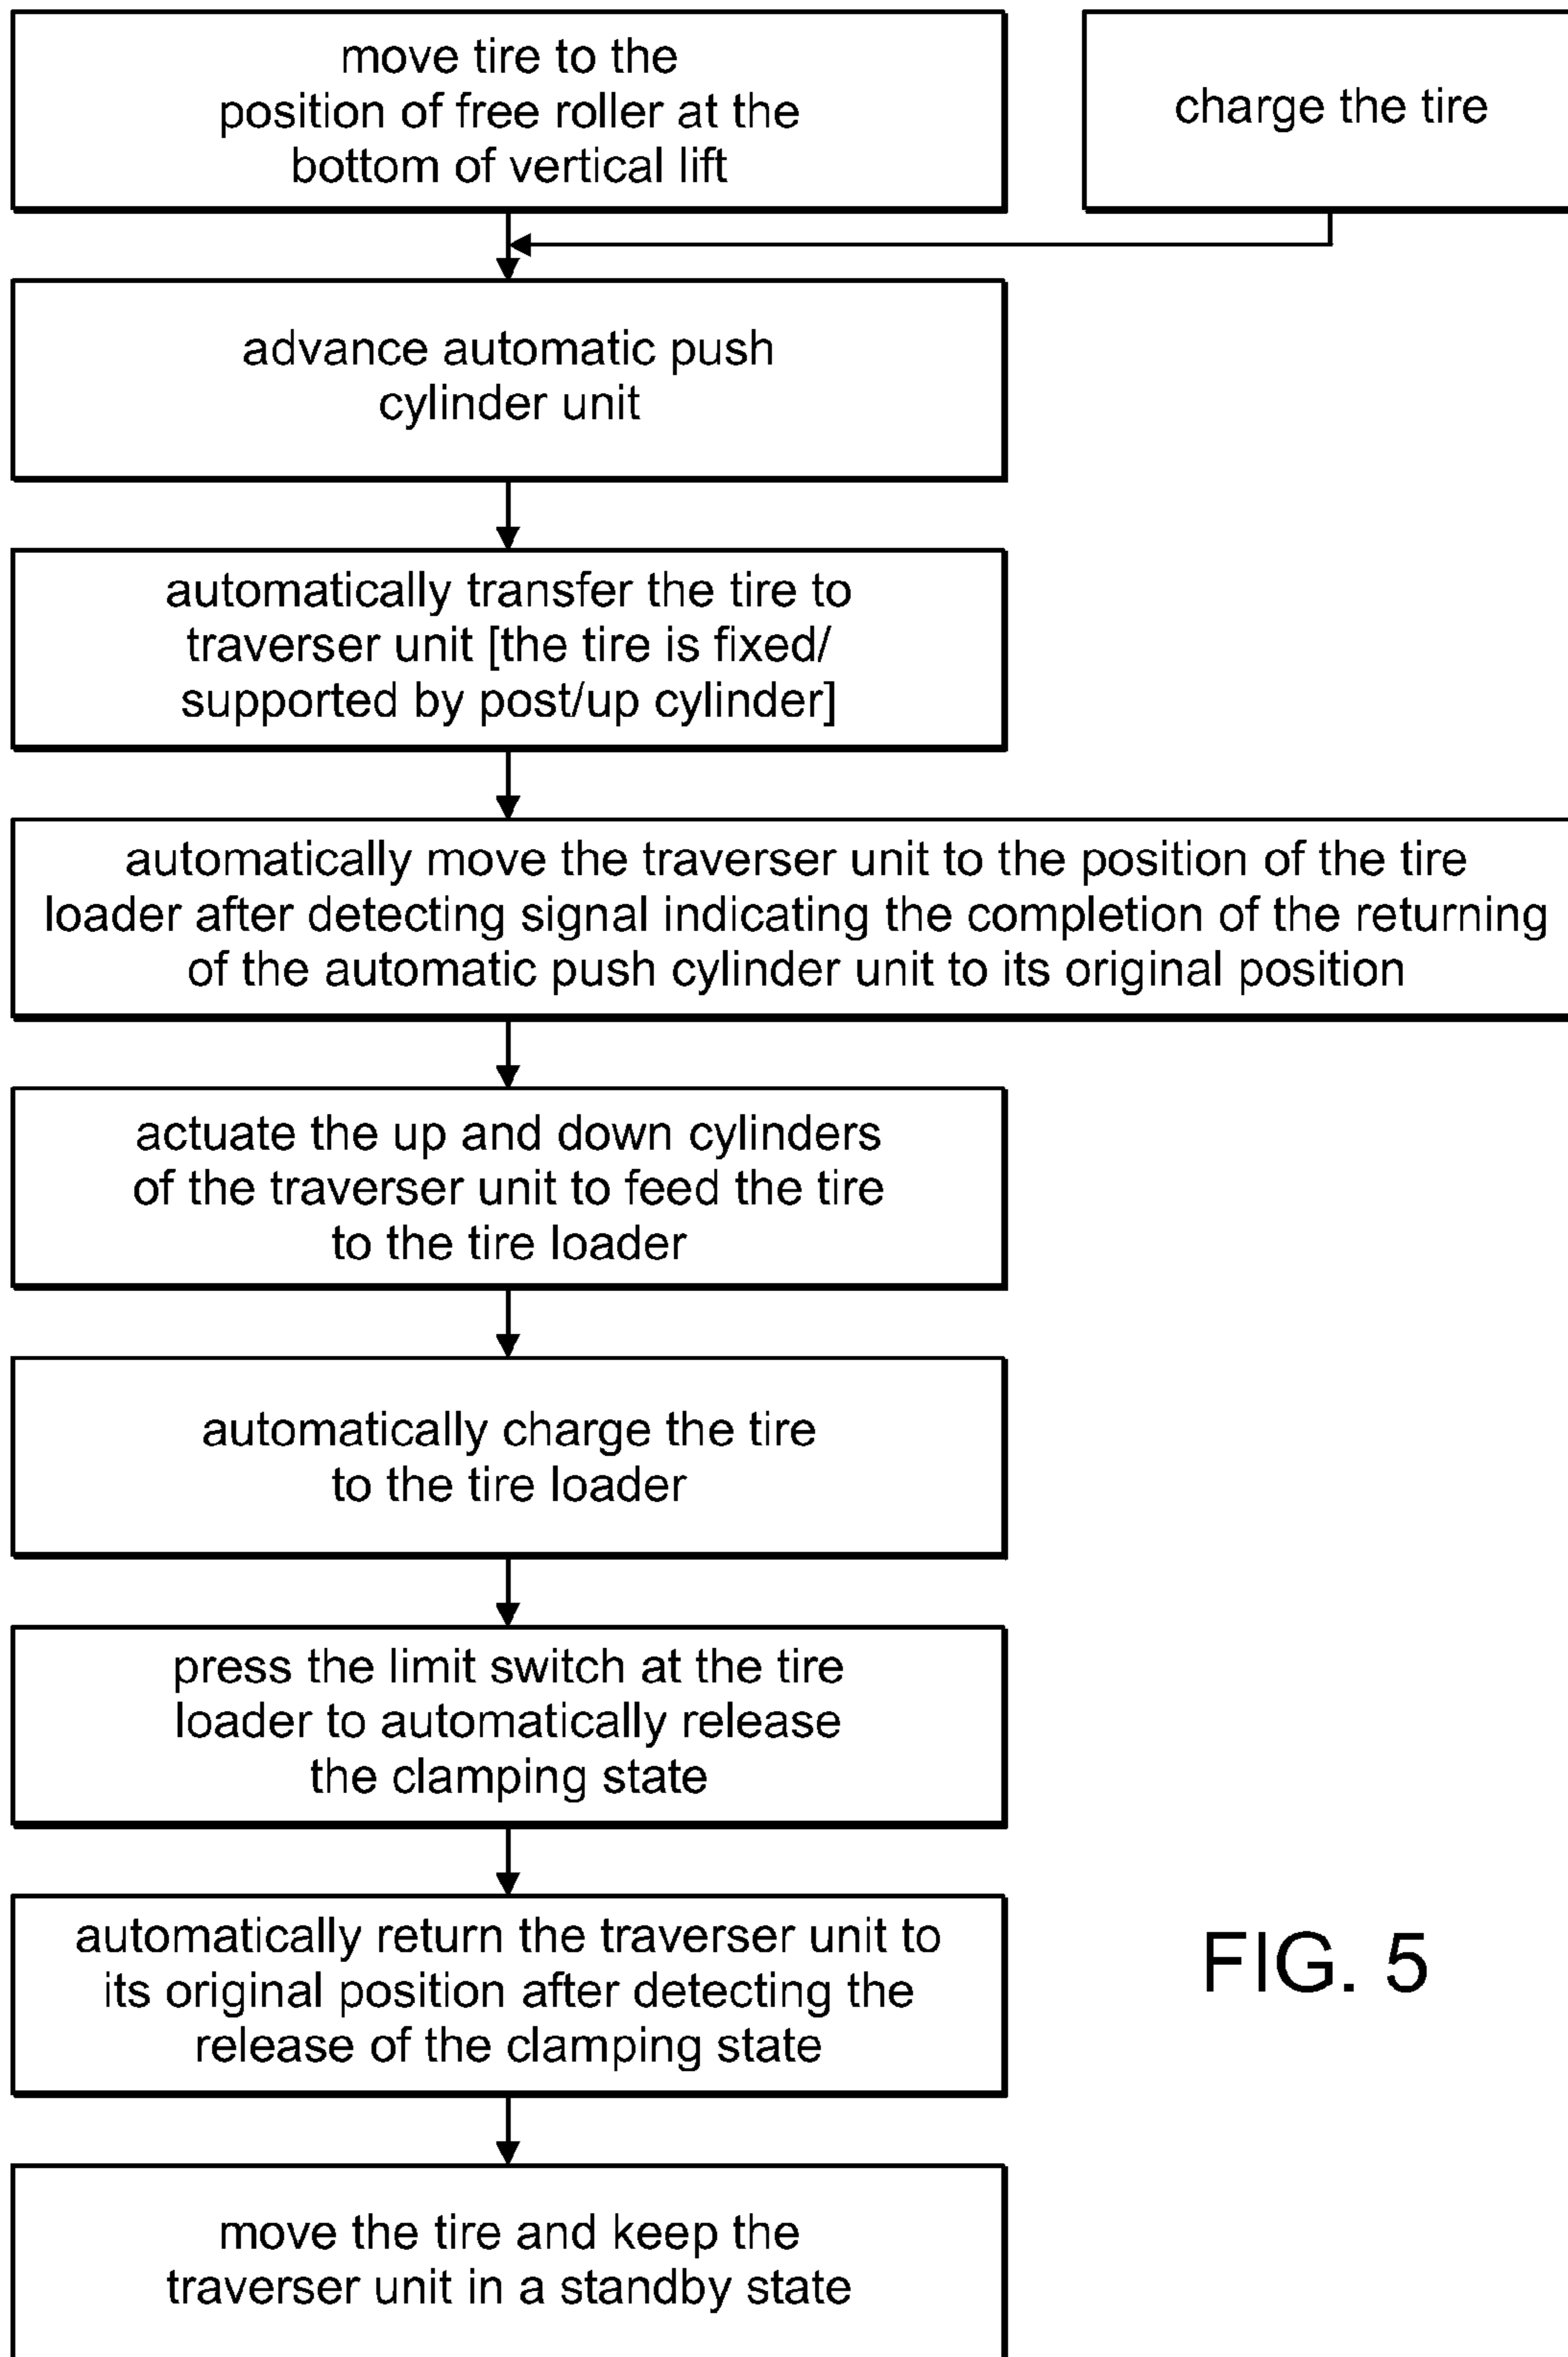 move tire to the
position of free roller at the
bottom of vertical lift
charge the tire
advance automatic push
cylinder unit
automatically transfer the tire to
traverser unit [the tire is fixed/
supported by post/up cylinder]
automatically move the traverser unit to the position of the tire
loader after detecting signal indicating the completion of the returning
of the automatic push cylinder unit to its original position
actuate the up and down cylinders
of the traverser unit to feed the tire
to the tire loader
automatically charge the tire
to the tire loader
press the limit switch at the tire
loader to automatically release
the clamping state
automatically return the traverser unit to
its original position after detecting the
release of the clamping state
FIG. 5
move the tire and keep the
traverser unit in a standby state